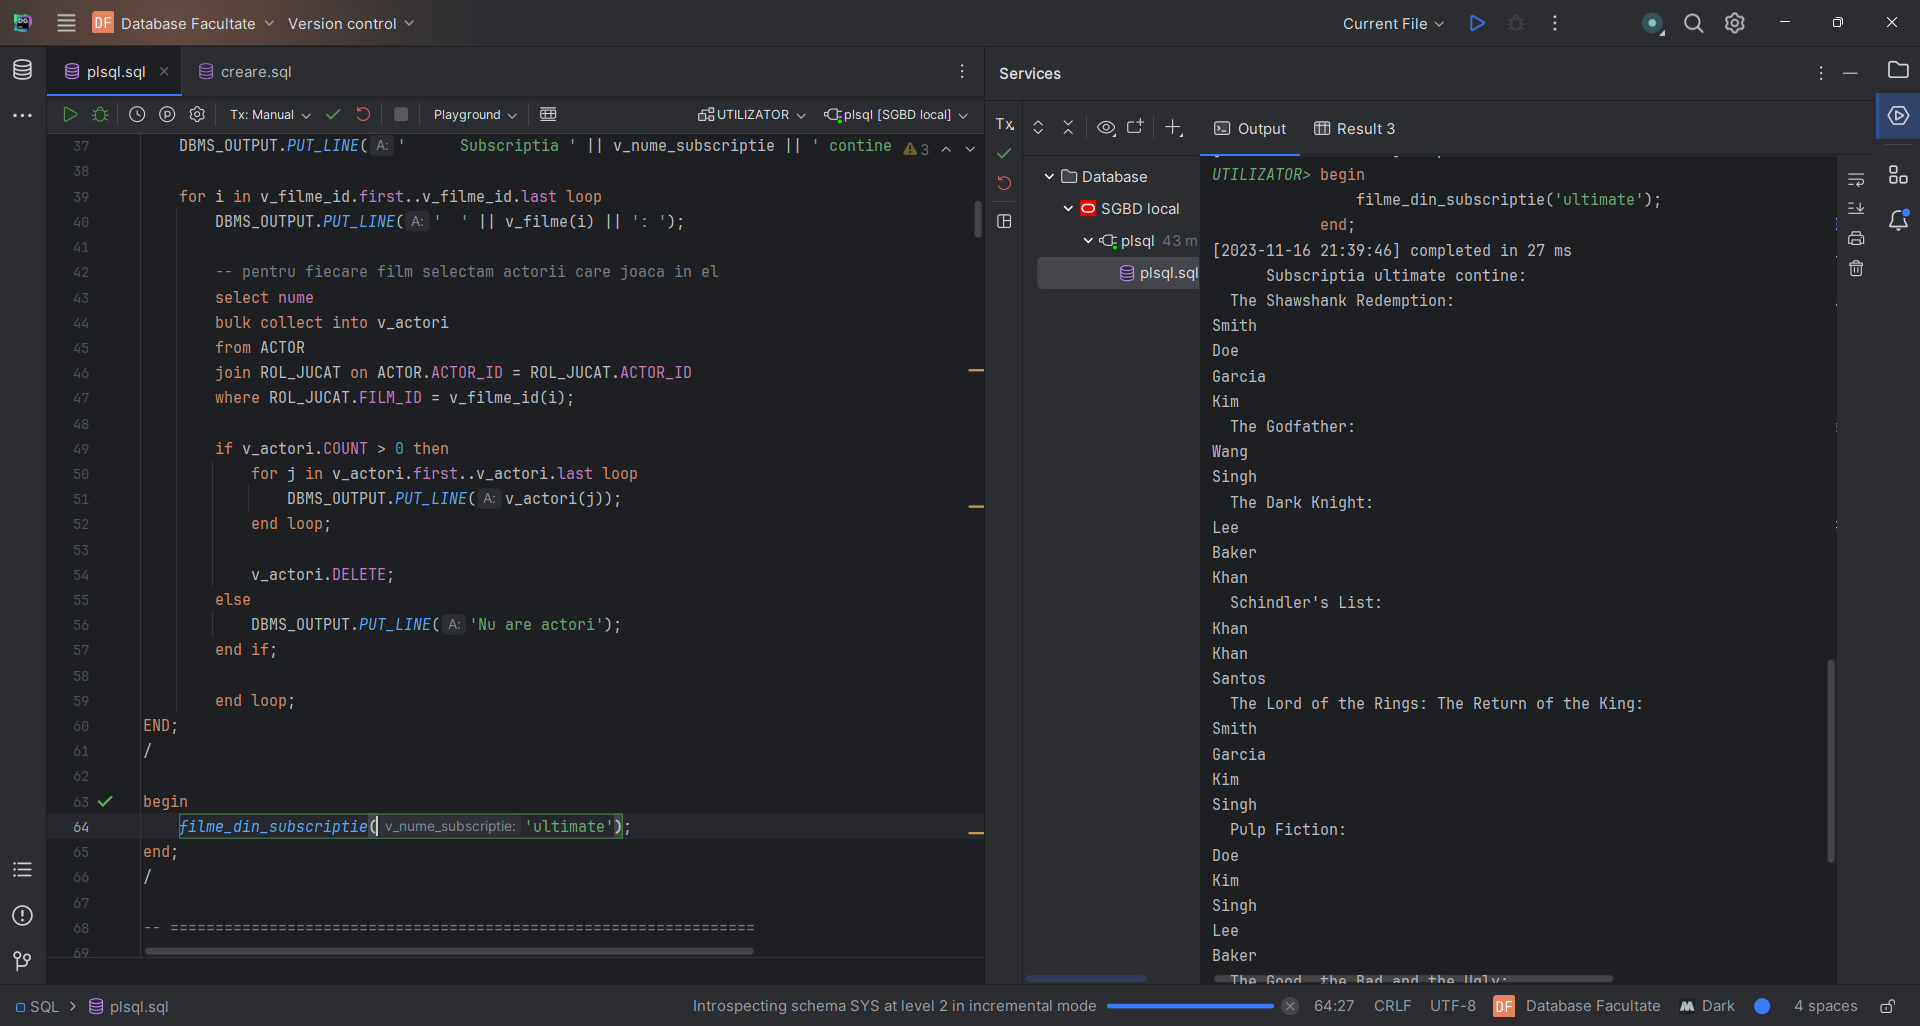 DG
DF Database Facultate Version control Current File
plsql.sql creare.sql
Tx: Manual Playground UTILIZATOR plsql [SGBD local]
37 DBMS_OUTPUT.PUT_LINE( A: '      Subscriptia ' || v_nume_subscriptie || ' contine 3
38
39 for i in v_filme_id.first..v_filme_id.last loop
40 DBMS_OUTPUT.PUT_LINE( A: '  ' || v_filme(i) || ': ');
41
42 -- pentru fiecare film selectam actorii care joaca in el
43 select nume
44 bulk collect into v_actori
45 from ACTOR
46 join ROL_JUCAT on ACTOR.ACTOR_ID = ROL_JUCAT.ACTOR_ID
47 where ROL_JUCAT.FILM_ID = v_filme_id(i);
48
49 if v_actori.COUNT > 0 then
50 for j in v_actori.first..v_actori.last loop
51 DBMS_OUTPUT.PUT_LINE( A: v_actori(j));
52 end loop;
53
54 v_actori.DELETE;
55 else
56 DBMS_OUTPUT.PUT_LINE( A: 'Nu are actori');
57 end if;
58
59 end loop;
60 END;
61 /
62
63 begin
64 filme_din_subscriptie( v_nume_subscriptie: 'ultimate');
65 end;
66 /
67
68 -- =================================================================
69
Services
Tx
Output Result 3
Database
SGBD local
plsql 43 m
plsql.sql
UTILIZATOR> begin
filme_din_subscriptie('ultimate');
end;
[2023-11-16 21:39:46] completed in 27 ms
Subscriptia ultimate contine:
The Shawshank Redemption:
Smith
Doe
Garcia
Kim
The Godfather:
Wang
Singh
The Dark Knight:
Lee
Baker
Khan
Schindler's List:
Khan
Khan
Santos
The Lord of the Rings: The Return of the King:
Smith
Garcia
Kim
Singh
Pulp Fiction:
Doe
Kim
Singh
Lee
Baker
The Good, the Bad and the Ugly:
SQL plsql.sql Introspecting schema SYS at level 2 in incremental mode 64:27 CRLF UTF-8 DF Database Facultate Dark 4 spaces